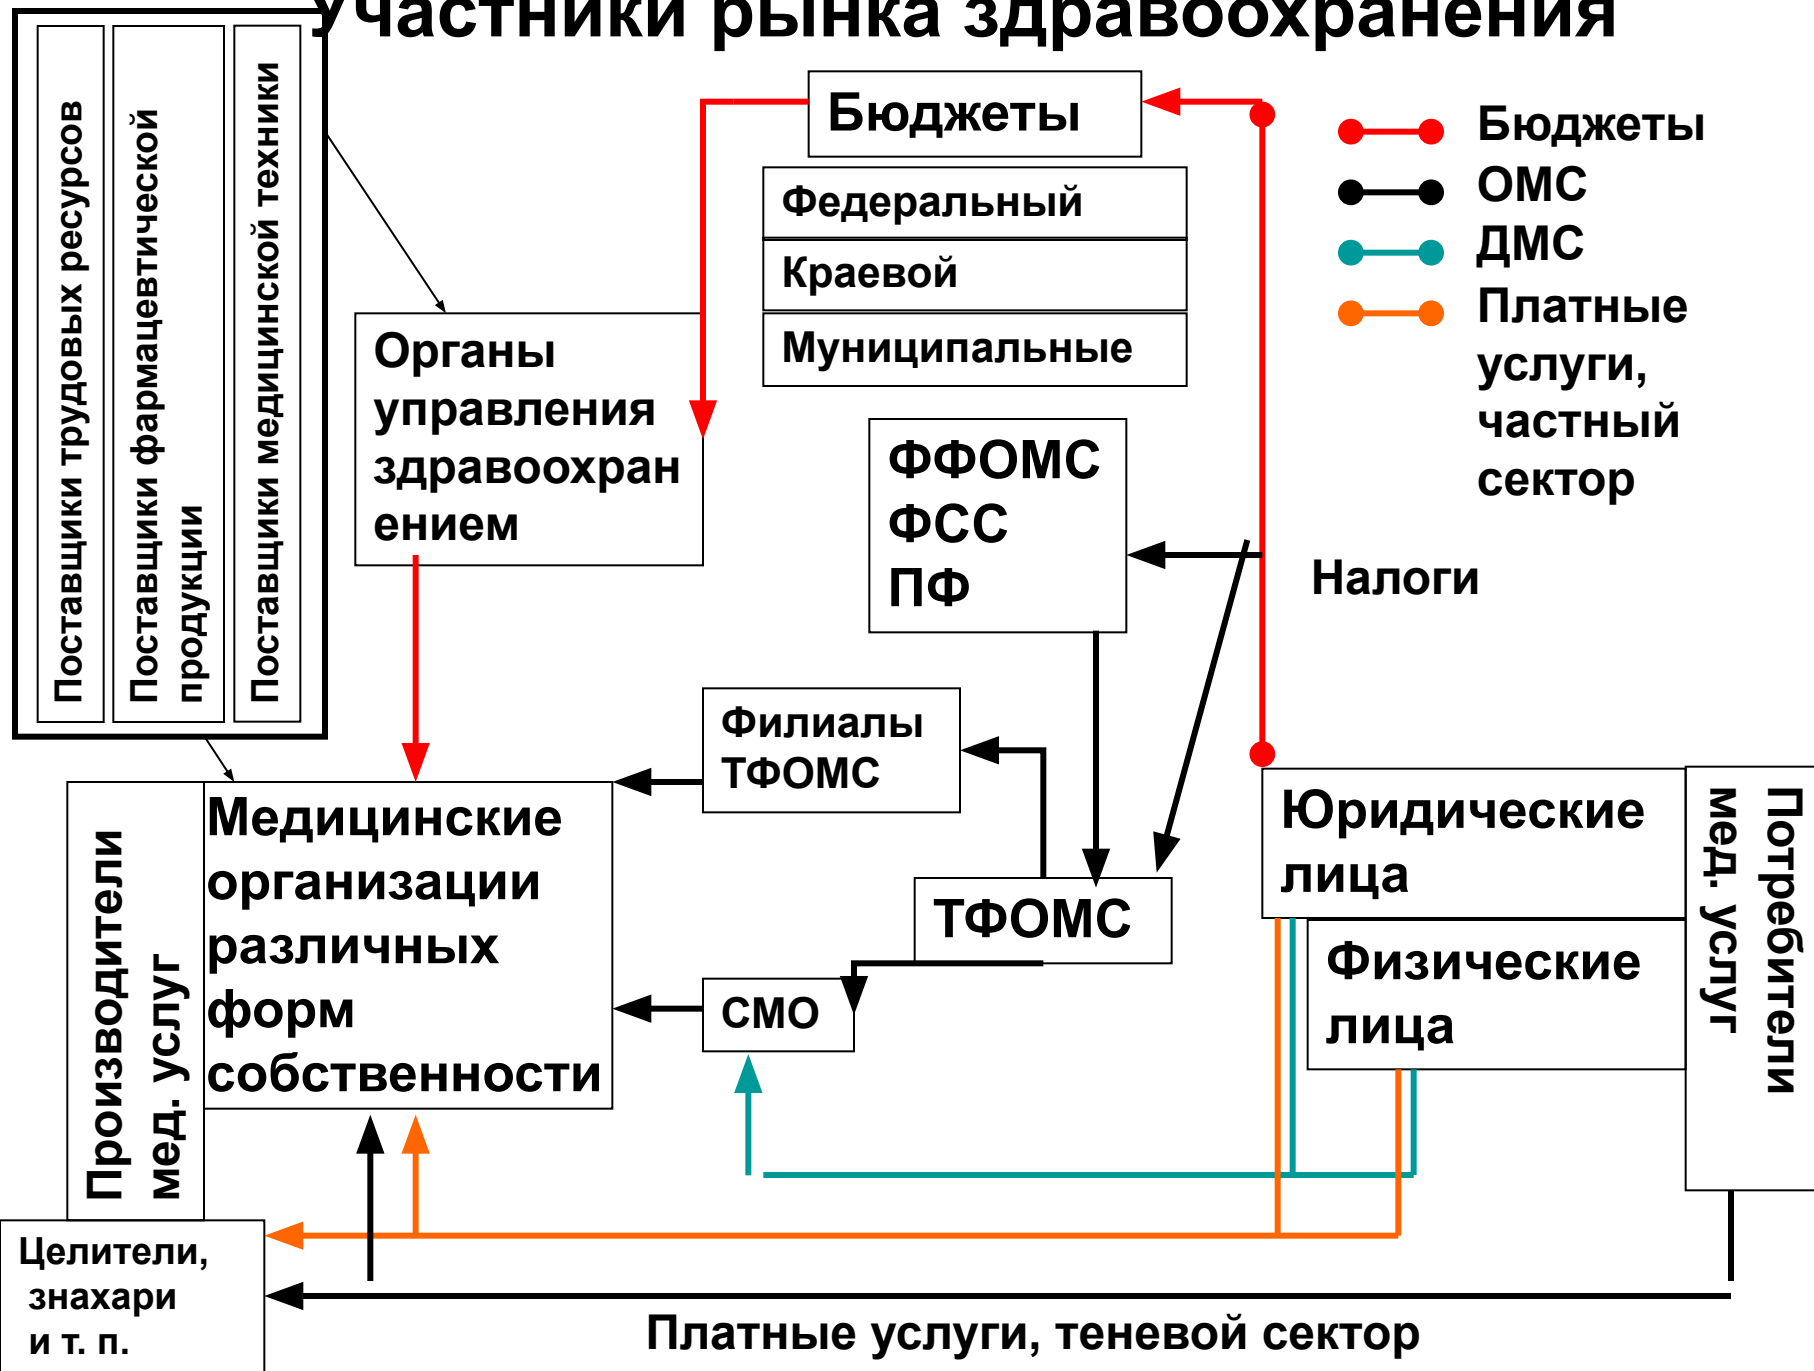 Участники рынка здравоохранения
Поставщики трудовых ресурсов
Поставщики фармацевтической
продукции
Поставщики медицинской техники
Бюджеты
Федеральный
Краевой
Муниципальные
Бюджеты
ОМС
ДМС
Платные
услуги,
частный
сектор
Органы
управления
здравоохран
ением
ФФОМС
ФСС
ПФ
Налоги
Филиалы
ТФОМС
ТФОМС
СМО
Производители
мед. услуг
Медицинские
организации
различных
форм
собственности
Юридические
лица
Физические
лица
Потребители
мед. услуг
Целители,
знахари
и т. п.
Платные услуги, теневой сектор